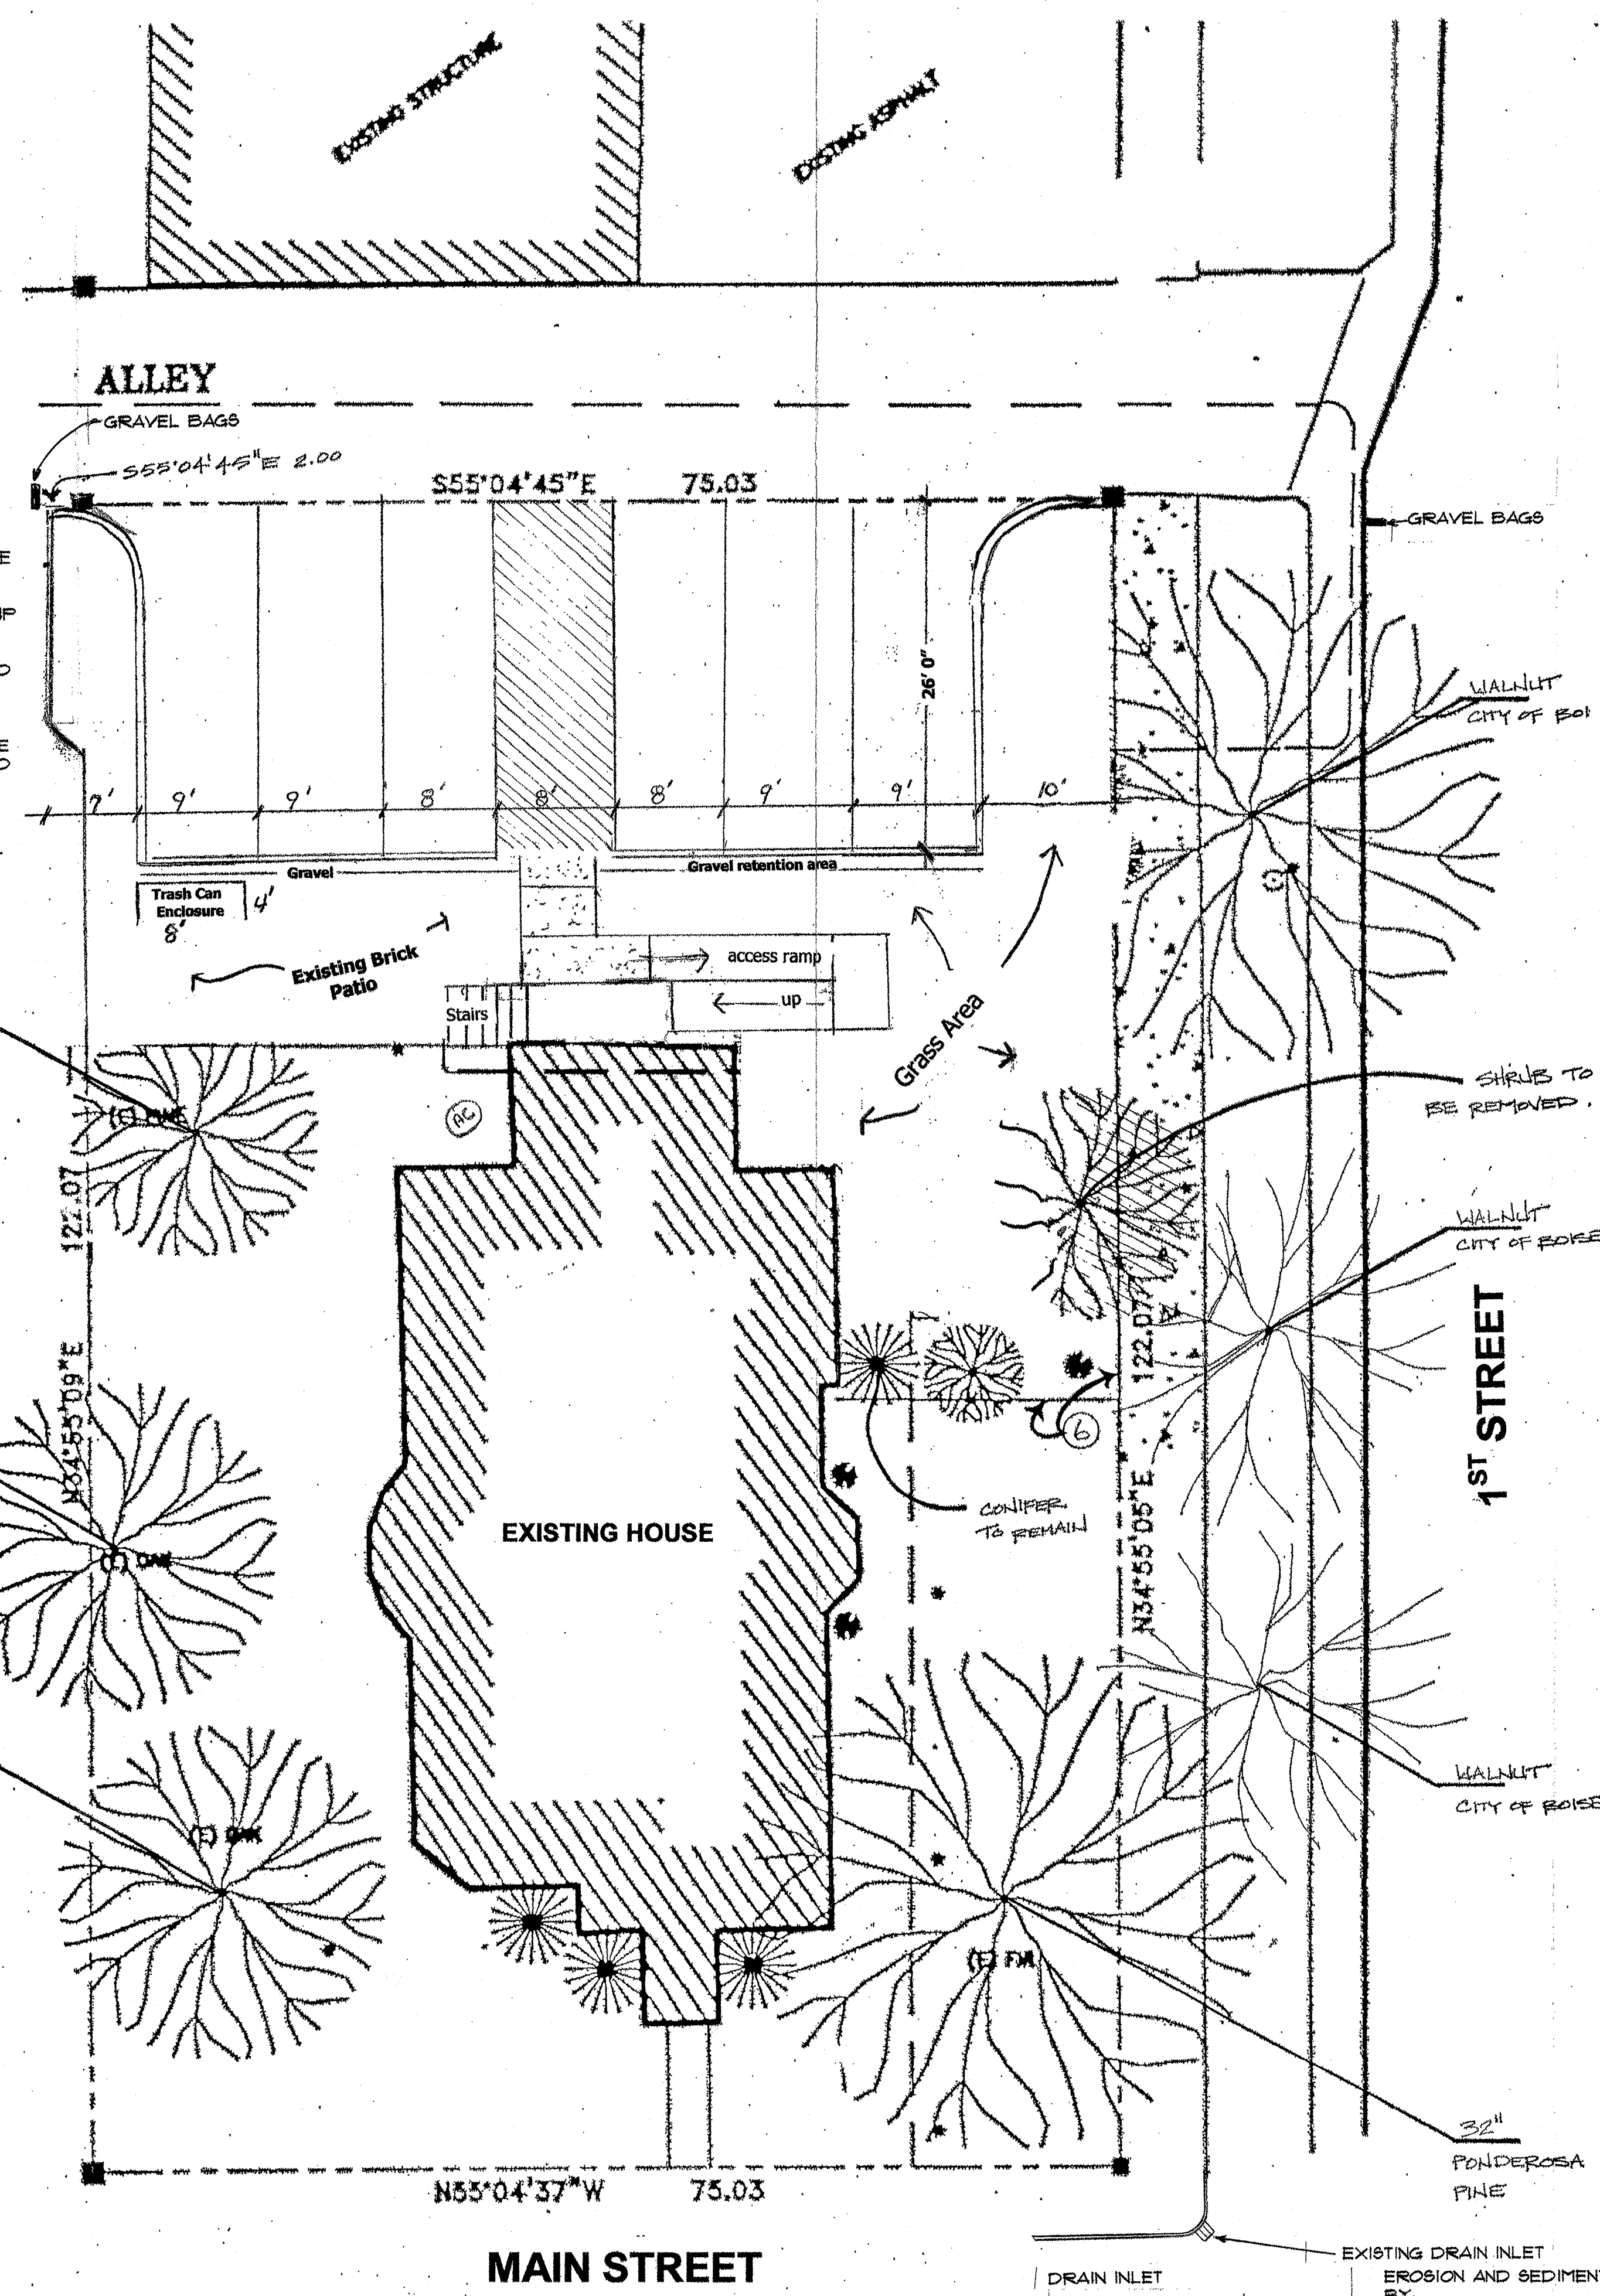 EXISTING STRUCTURE
EXISTING ASPHALT
ALLEY
GRAVEL BAGS
S55°04'45"E 2.00
S55°04'45"E 75.03
GRAVEL BAGS
26' 0"
WALNUT
CITY OF BOI
7' 9' 9' 8' 8' 8' 9' 9' 10'
Gravel
Gravel retention area
Trash Can
Enclosure
4'
8'
Existing Brick
Patio
access ramp
up
Stairs
Grass Area
SHRUB TO
BE REMOVED.
AC
122.07
N34°55'09"E
WALNUT
CITY OF BOISE
1ST STREET
122.07
N34°55'05"E
6
CONIFER
TO REMAIN
EXISTING HOUSE
(E) OAK
WALNUT
CITY OF BOISE
(E) OAK
(E)
32"
PONDEROSA
PINE
N55°04'37"W 75.03
MAIN STREET
EXISTING DRAIN INLET
DRAIN INLET
EROSION AND SEDIMEN
BY